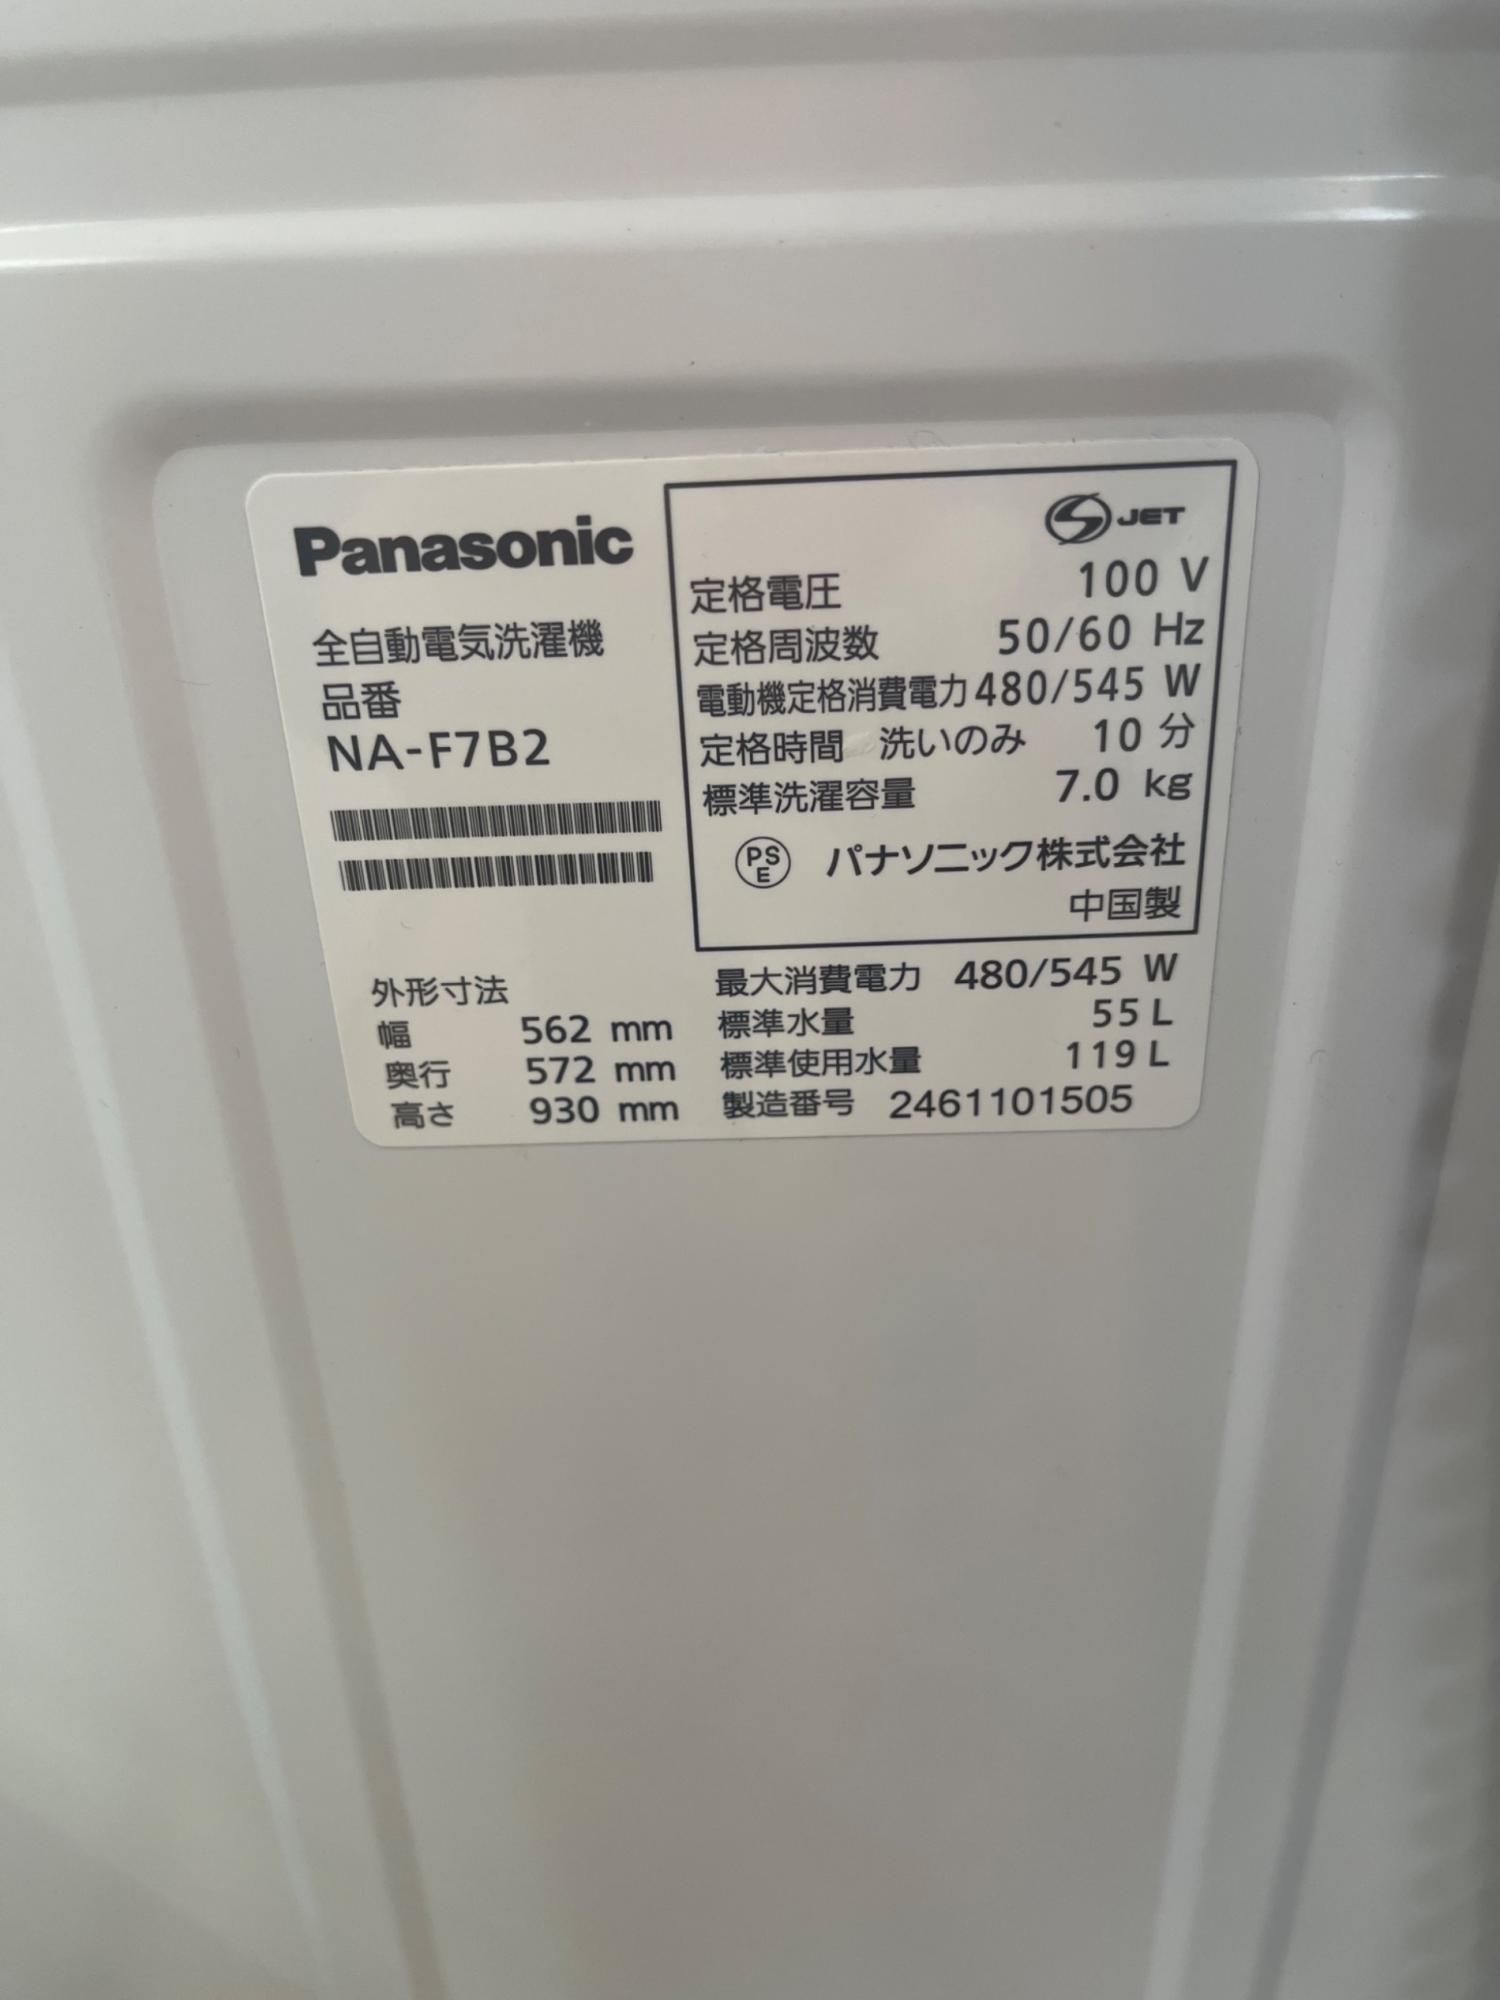 Panasonic
全自動電気洗濯機
品番
NA-F7B2
外形寸法
幅 562 mm
奥行 572 mm
高さ 930 mm
S JET
定格電圧 100 V
定格周波数 50/60 Hz
電動機定格消費電力 480/545 W
定格時間 洗いのみ 10 分
標準洗濯容量 7.0 kg
PS
E パナソニック株式会社
中国製
最大消費電力 480/545 W
標準水量 55 L
標準使用水量 119 L
製造番号 2461101505